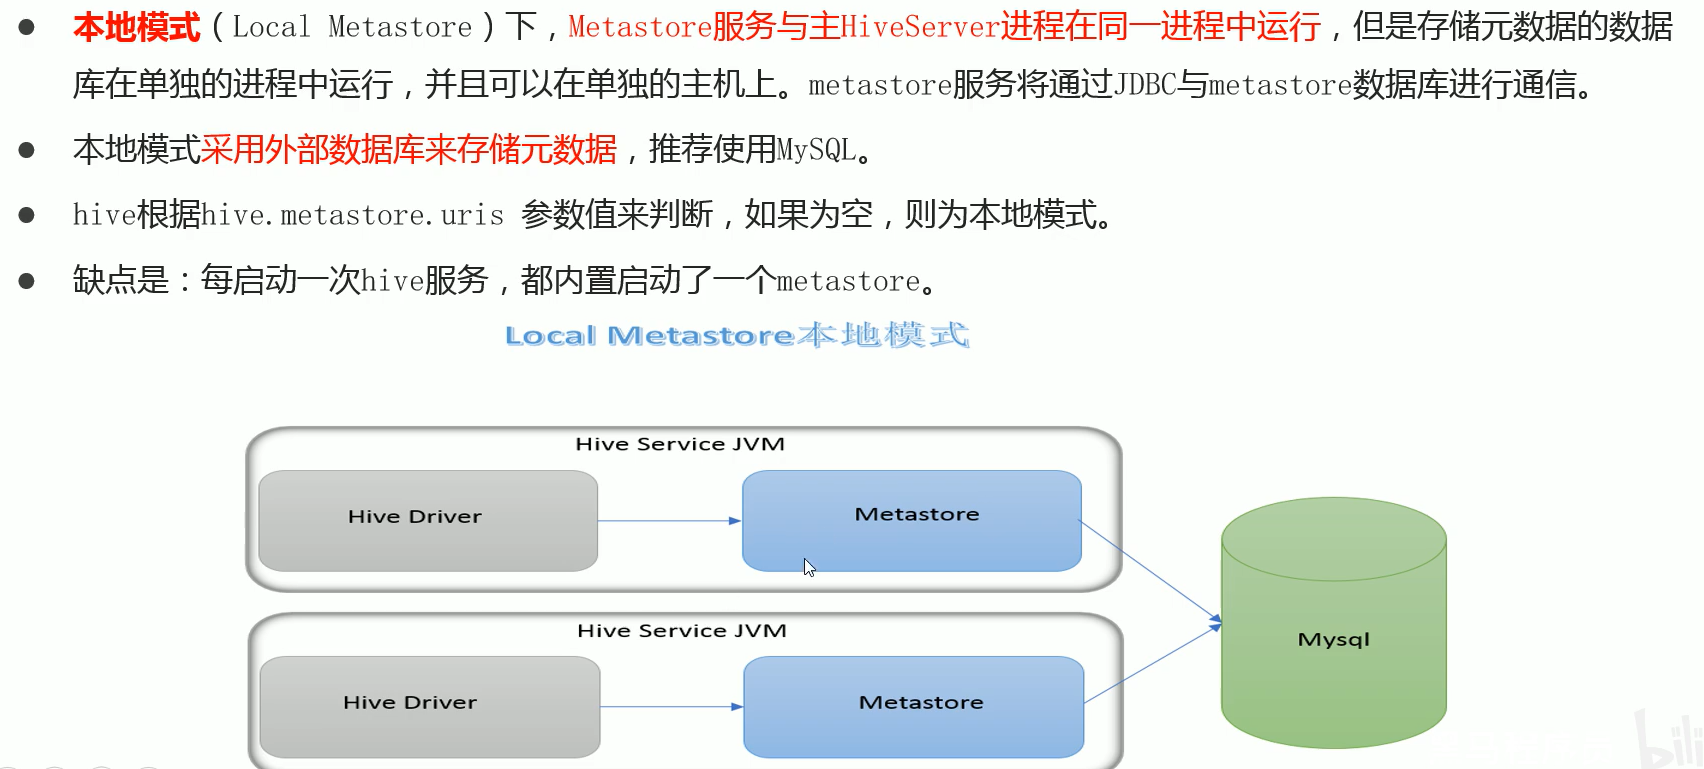 ● 本地模式（Local Metastore）下，Metastore服务与主HiveServer进程在同一进程中运行，但是存储元数据的数据
库在单独的进程中运行，并且可以在单独的主机上。metastore服务将通过JDBC与metastore数据库进行通信。
● 本地模式采用外部数据库来存储元数据，推荐使用MySQL。
● hive根据hive.metastore.uris 参数值来判断，如果为空，则为本地模式。
● 缺点是：每启动一次hive服务，都内置启动了一个metastore。
Local Metastore本地模式
Hive Service JVM
Hive Driver
Metastore
Hive Service JVM
Hive Driver
Metastore
Mysql
bili